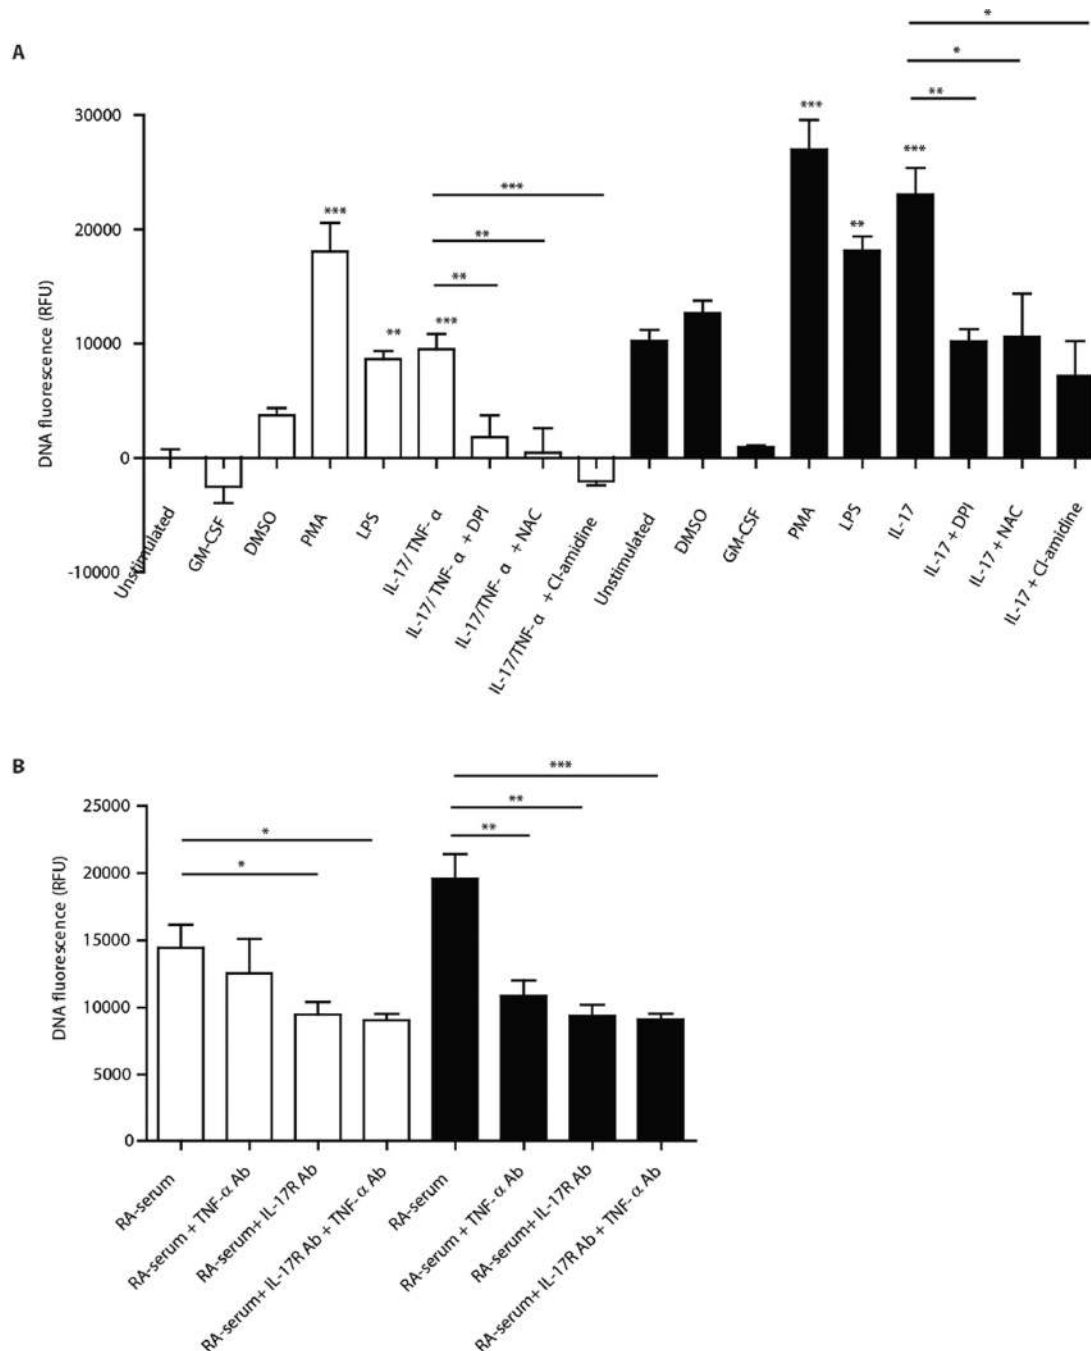 A
DNA fluorescence (RFU)
30000
20000
10000
0
-10000
***
**
***
**
**
***
***
**
***
**
*
*
Unstimulated
GM-CSF
DMSO
PMA
LPS
IL-17/ TNF- α
IL-17/ TNF- α +DPI
IL-17/TNF- α + NAC
IL-17/TNF-α + Cl-amidine
Unstimulated
DMSO
GM-CSF
PMA
LPS
IL-17
IL-17 + DPI
IL-17 + NAC
IL-17 + Cl-amidine
B
DNA fluorescence (RFU)
25000
20000
15000
10000
5000
0
*
*
***
**
**
RA-serum
RA-serum + TNF-α Ab
RA-serum+ IL-17R Ab
RA-serum+ IL-17R Ab + TNF- α Ab
RA-serum
RA-serum + TNF- α Ab
RA-serum+ IL-17R Ab
RA-serum+ IL-17R Ab + TNF- α Ab